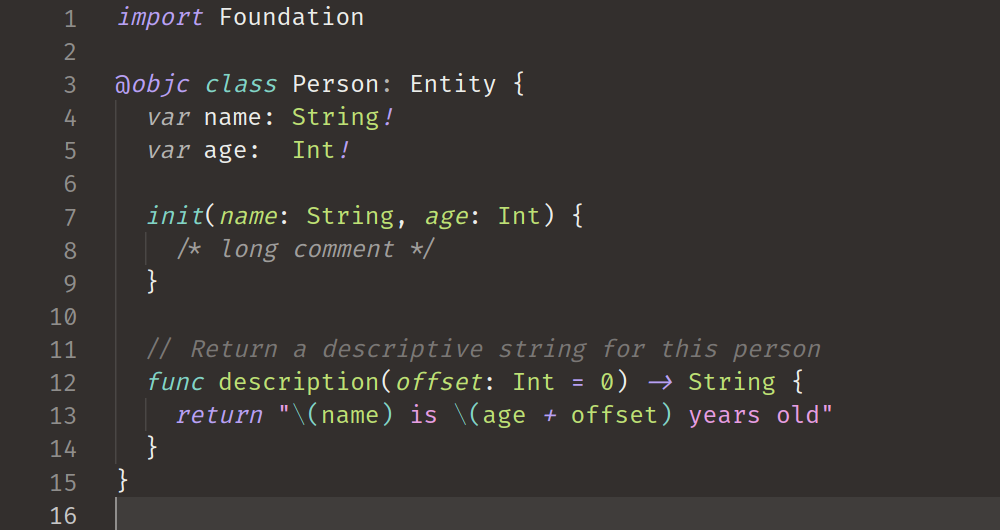 1 import Foundation
2
3 @objc class Person: Entity {
4   var name: String!
5   var age:  Int!
6
7   init(name: String, age: Int) {
8     /* long comment */
9   }
10
11   // Return a descriptive string for this person
12   func description(offset: Int = 0) -> String {
13     return "\(name) is \(age + offset) years old"
14   }
15 }
16